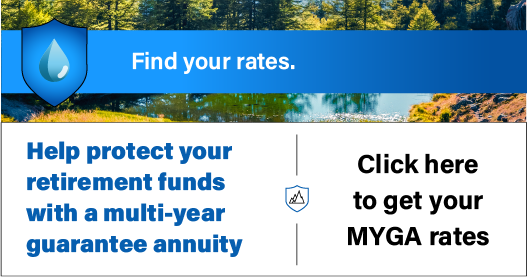 Find your rates.
Help protect your
retirement funds
with a multi-year
guarantee annuity
Click here
to get your
MYGA rates